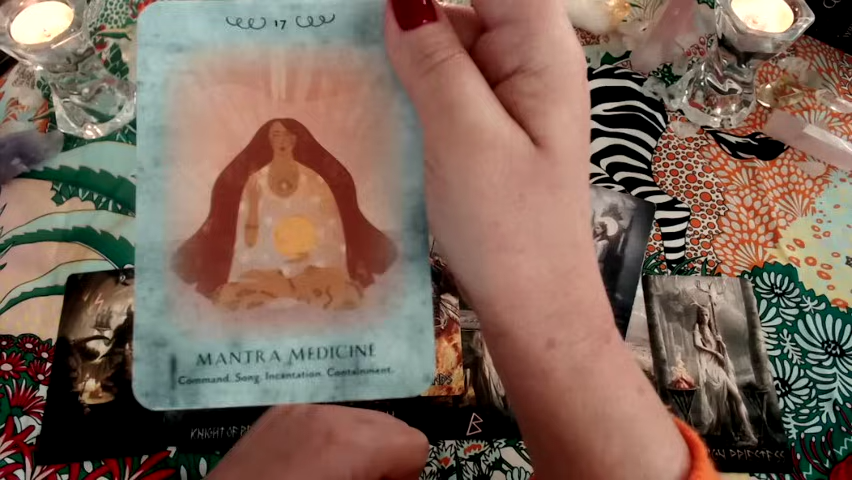 17
MANTRA MEDICINE
Command. Song. Incantation. Containment.
KNIGHT OF